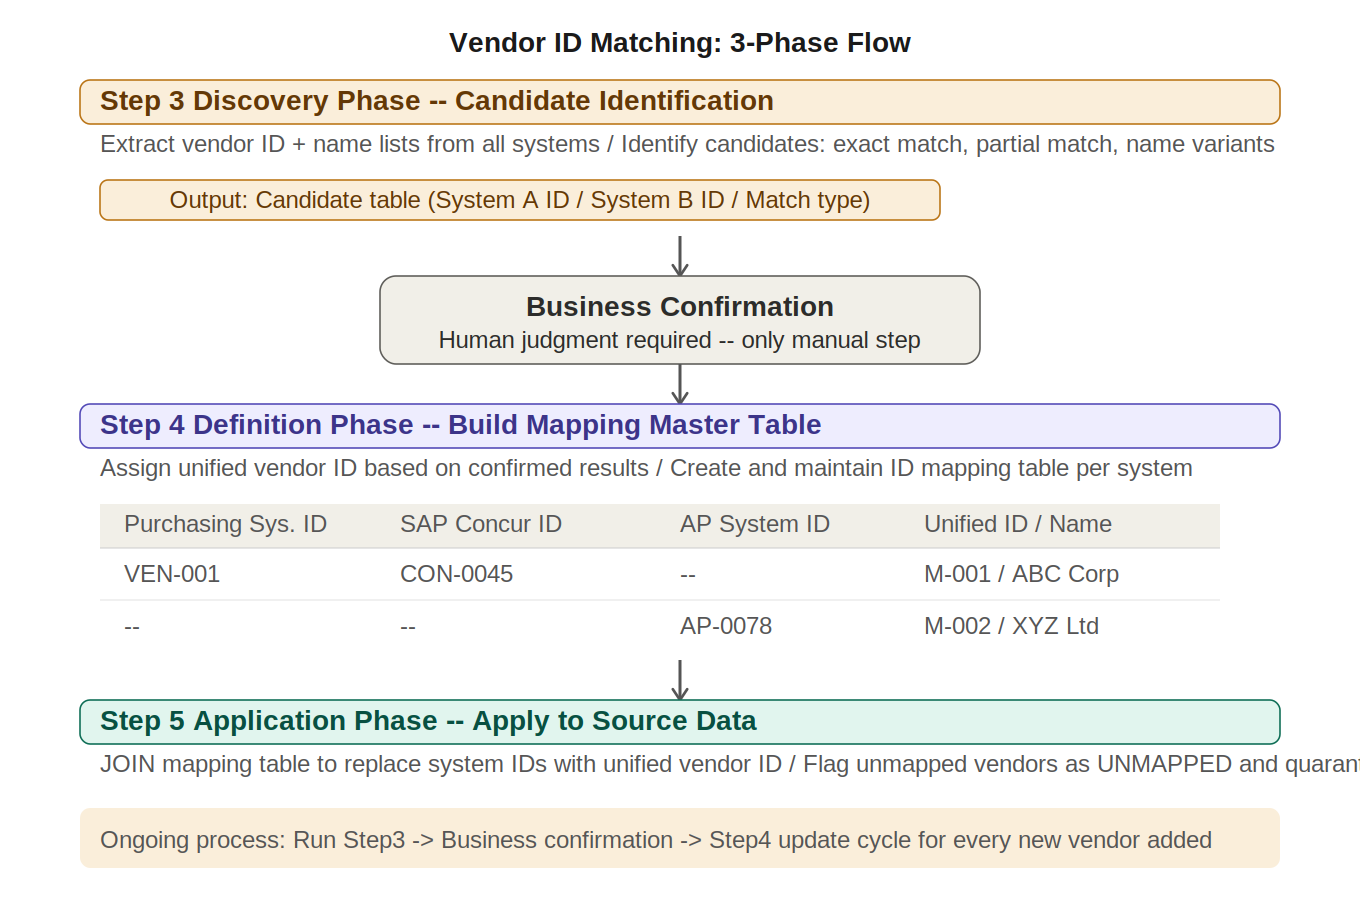 Vendor ID Matching: 3-Phase Flow
Step 3 Discovery Phase -- Candidate Identification
Extract vendor ID + name lists from all systems / Identify candidates: exact match, partial match, name variants
Output: Candidate table (System A ID / System B ID / Match type)
Business Confirmation
Human judgment required -- only manual step
Step 4 Definition Phase -- Build Mapping Master Table
Assign unified vendor ID based on confirmed results / Create and maintain ID mapping table per system
Purchasing Sys. ID SAP Concur ID AP System ID Unified ID / Name
VEN-001 CON-0045 -- M-001 / ABC Corp
-- -- AP-0078 M-002 / XYZ Ltd
Step 5 Application Phase -- Apply to Source Data
JOIN mapping table to replace system IDs with unified vendor ID / Flag unmapped vendors as UNMAPPED and
Ongoing process: Run Step3 -> Business confirmation -> Step4 update cycle for every new vendor added